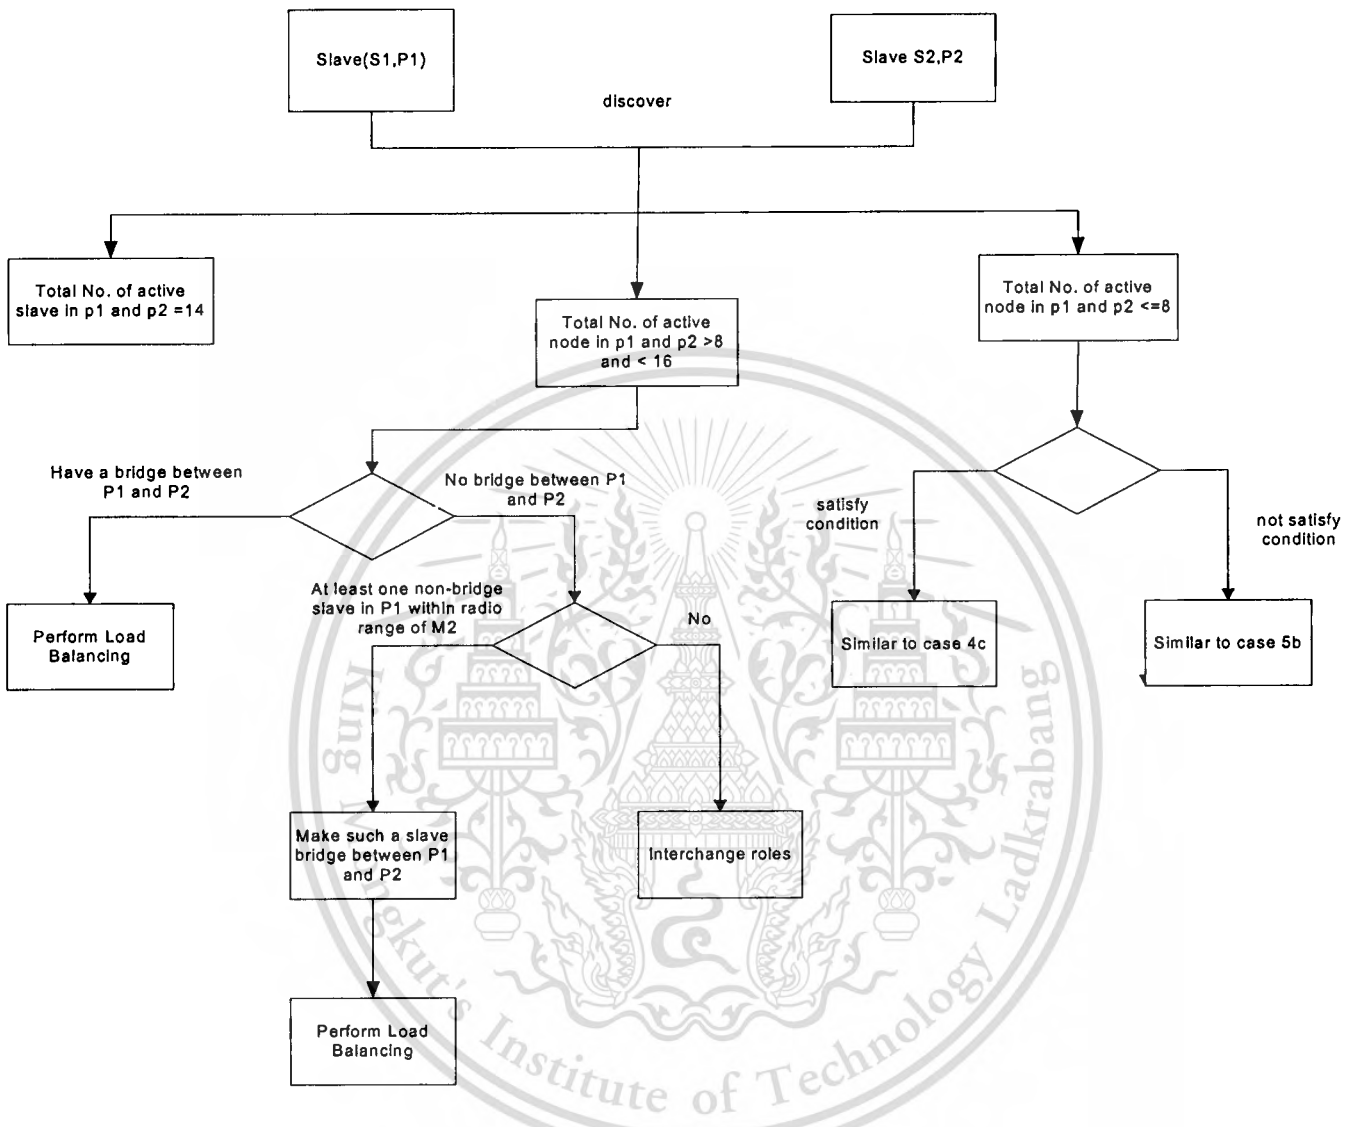 Slave(S1,P1)
Slave S2,P2
discover
Total No. of active
slave in p1 and p2 =14
Total No. of active
node in p1 and p2 >8
and < 16
Total No. of active
node in p1 and p2 <=8
Have a bridge between
P1 and P2
No bridge between P1
and P2
satisfy
condition
not satisfy
condition
At least one non-bridge
slave in P1 within radio
range of M2
No
Perform Load
Balancing
Similar to case 4c
Similar to case 5b
Make such a slave
bridge between P1
and P2
Interchange roles
Perform Load
Balancing
King Mongkut's Institute of Technology Ladkrabang